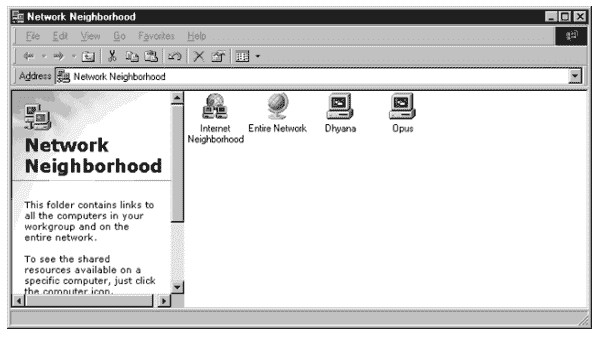 Network Neighborhood
File Edit View Go Favorites Help
Address Network Neighborhood
Network
Neighborhood
This folder contains links to
all the computers in your
workgroup and on the
entire network.
To see the shared
resources available on a
specific computer, just click
the computer icon.
Internet
Neighborhood
Entire Network
Dhyana
Opus